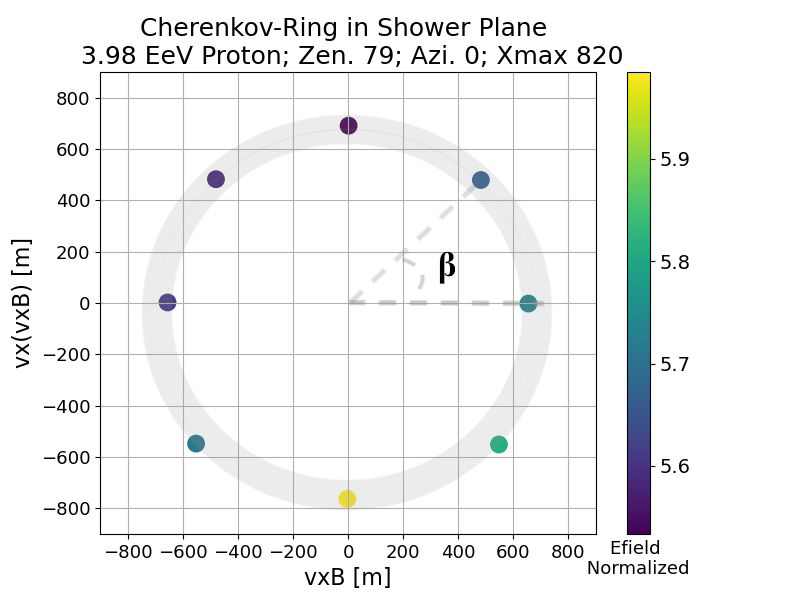 Cherenkov-Ring in Shower Plane
3.98 EeV Proton; Zen. 79; Azi. 0; Xmax 820
800
600
400
200
0
−200
−400
−600
−800
vx(vxB) [m]
β
−800 −600 −400 −200 0 200 400 600 800
vxB [m]
5.9
5.8
5.7
5.6
Efield
Normalized